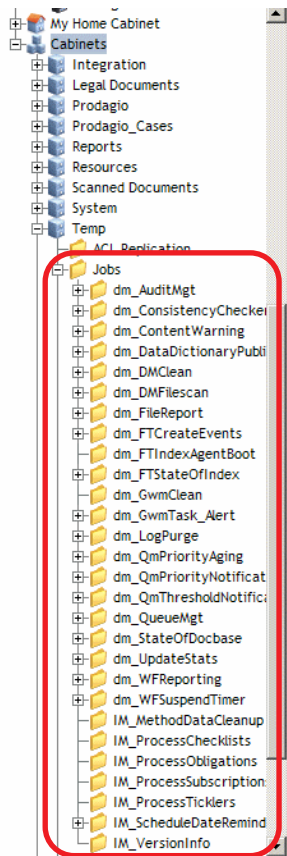 My Home Cabinet
Cabinets
Integration
Legal Documents
Prodagio
Prodagio_Cases
Reports
Resources
Scanned Documents
System
Temp
ACL Replication
Jobs
dm_AuditMgt
dm_ConsistencyChecker
dm_ContentWarning
dm_DataDictionaryPubli
dm_DMClean
dm_DMFilescan
dm_FileReport
dm_FTCreateEvents
dm_FTIndexAgentBoot
dm_FTStateOfIndex
dm_GwmClean
dm_GwmTask_Alert
dm_LogPurge
dm_QmPriorityAging
dm_QmPriorityNotificat
dm_QmThresholdNotifica
dm_QueueMgt
dm_StateOfDocbase
dm_UpdateStats
dm_WFReporting
dm_WFSuspendTimer
IM_MethodDataCleanup
IM_ProcessChecklists
IM_ProcessObligations
IM_ProcessSubscription
IM_ProcessTicklers
IM_ScheduleDateRemind
IM_VersionInfo